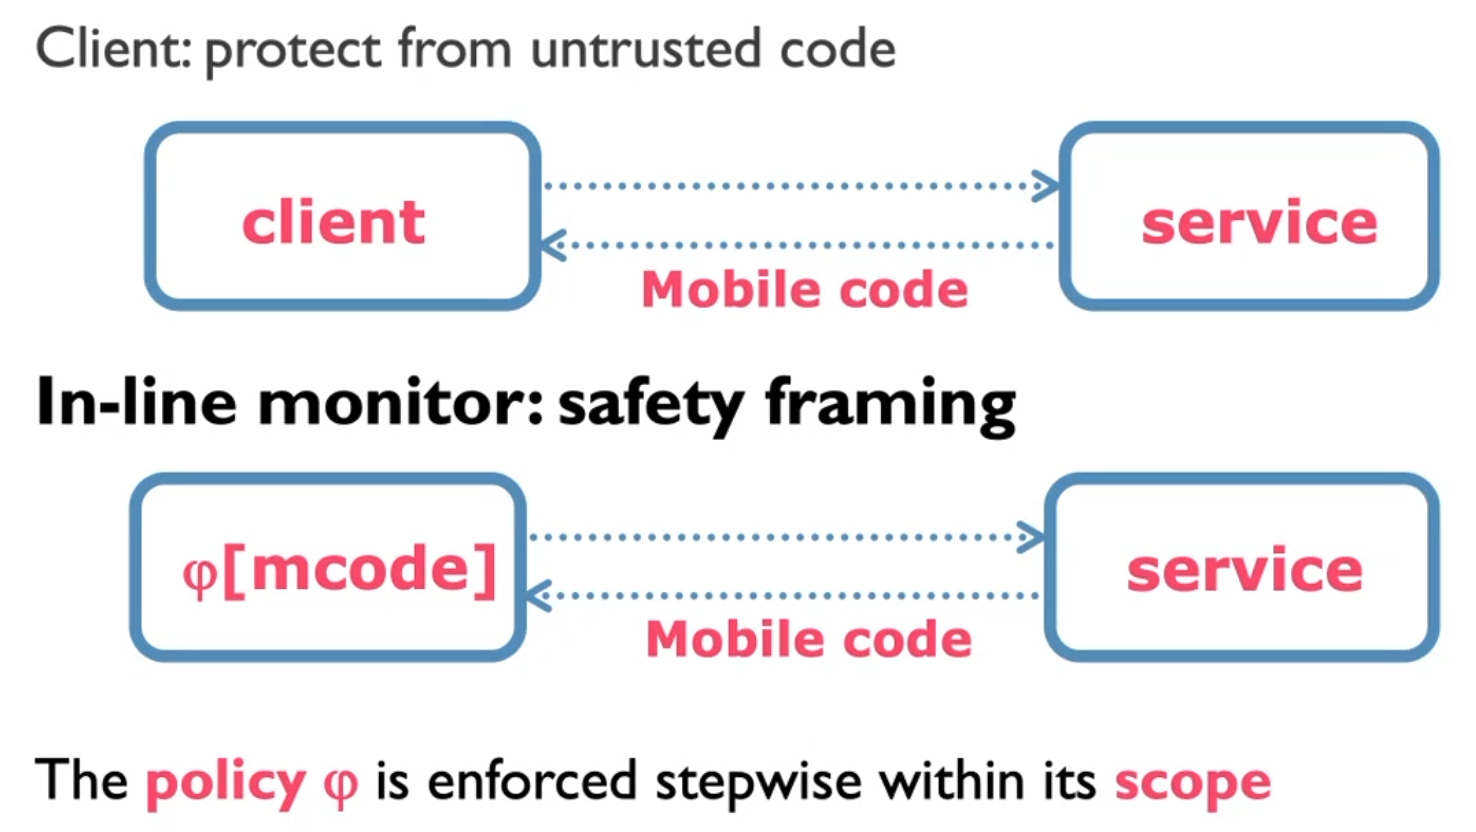 Client: protect from untrusted code
client
service
Mobile code
In-line monitor: safety framing
φ[mcode]
service
Mobile code
The policy φ is enforced stepwise within its scope